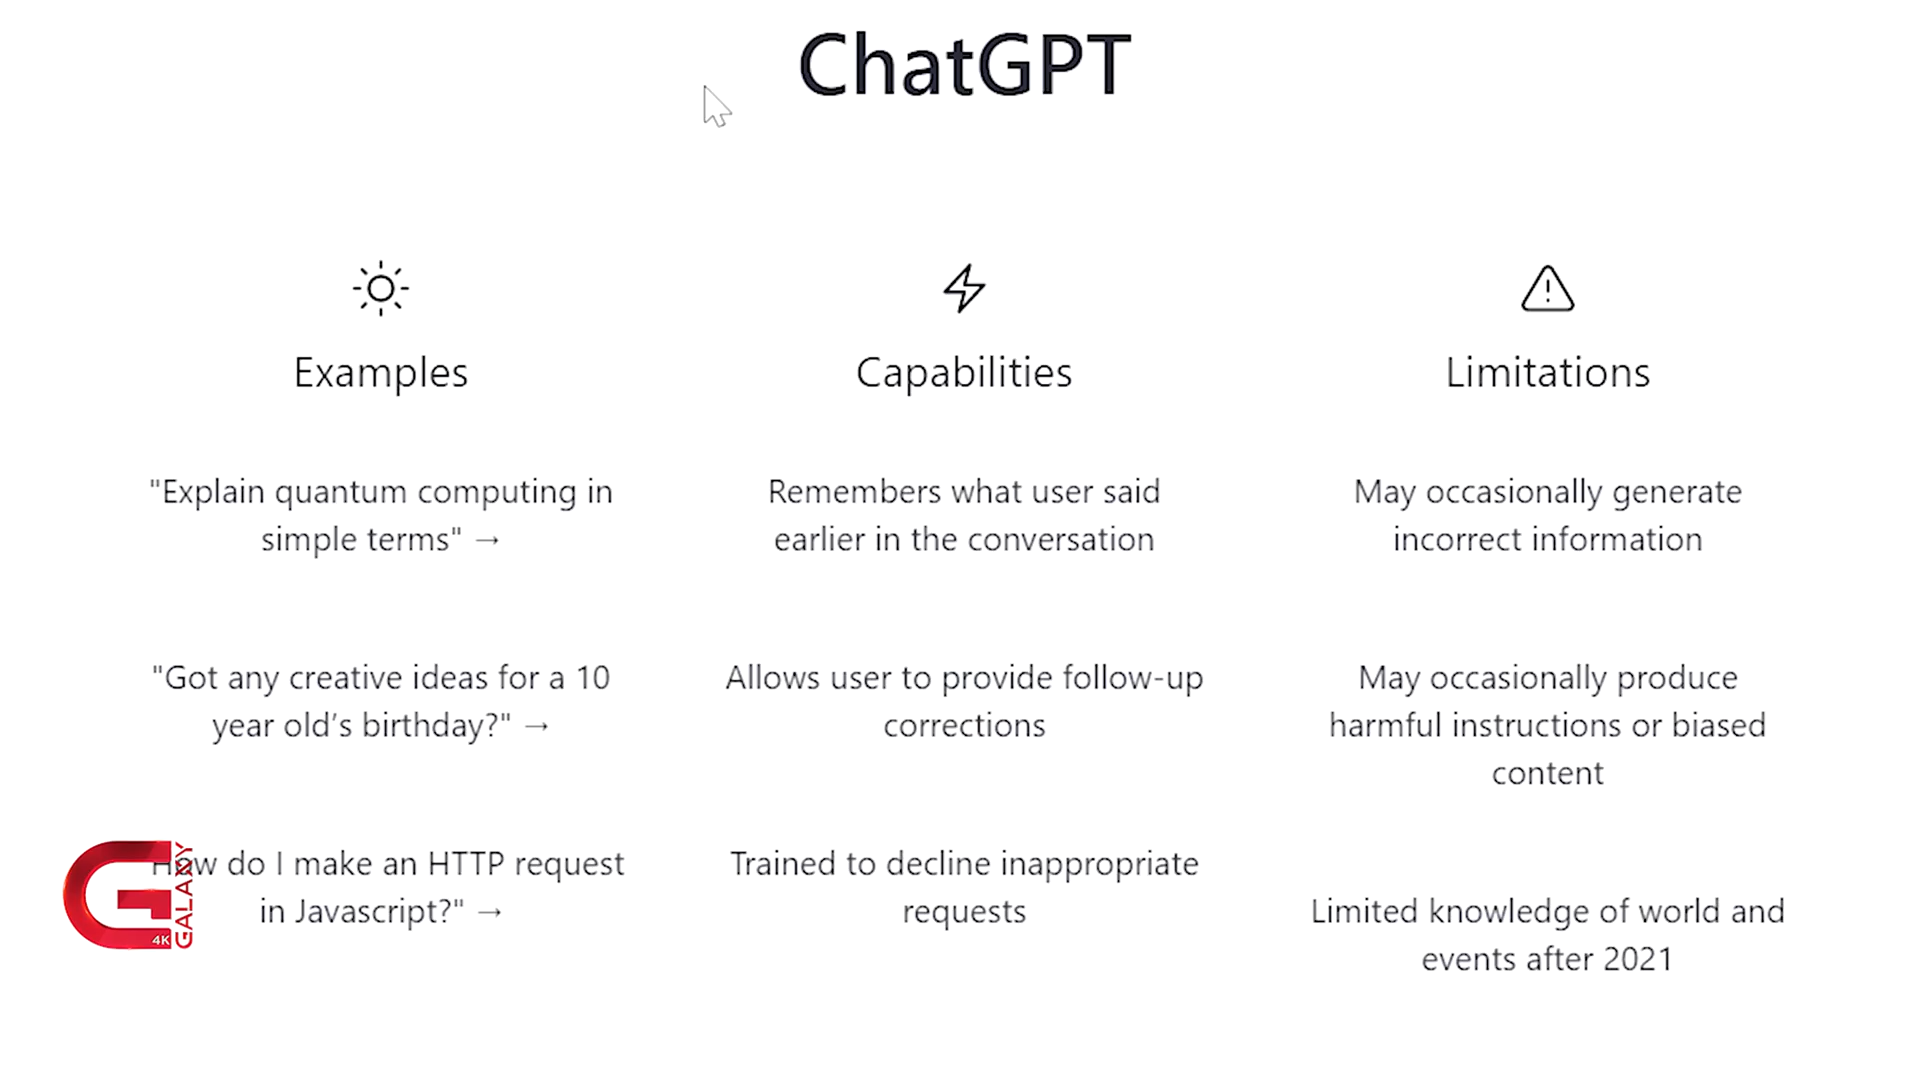 ChatGPT
Examples
"Explain quantum computing in
simple terms" →
"Got any creative ideas for a 10
year old's birthday?" →
How do I make an HTTP request
in Javascript?" →
Capabilities
Remembers what user said
earlier in the conversation
Allows user to provide follow-up
corrections
Trained to decline inappropriate
requests
Limitations
May occasionally generate
incorrect information
May occasionally produce
harmful instructions or biased
content
Limited knowledge of world and
events after 2021
G
GALAXY
4K